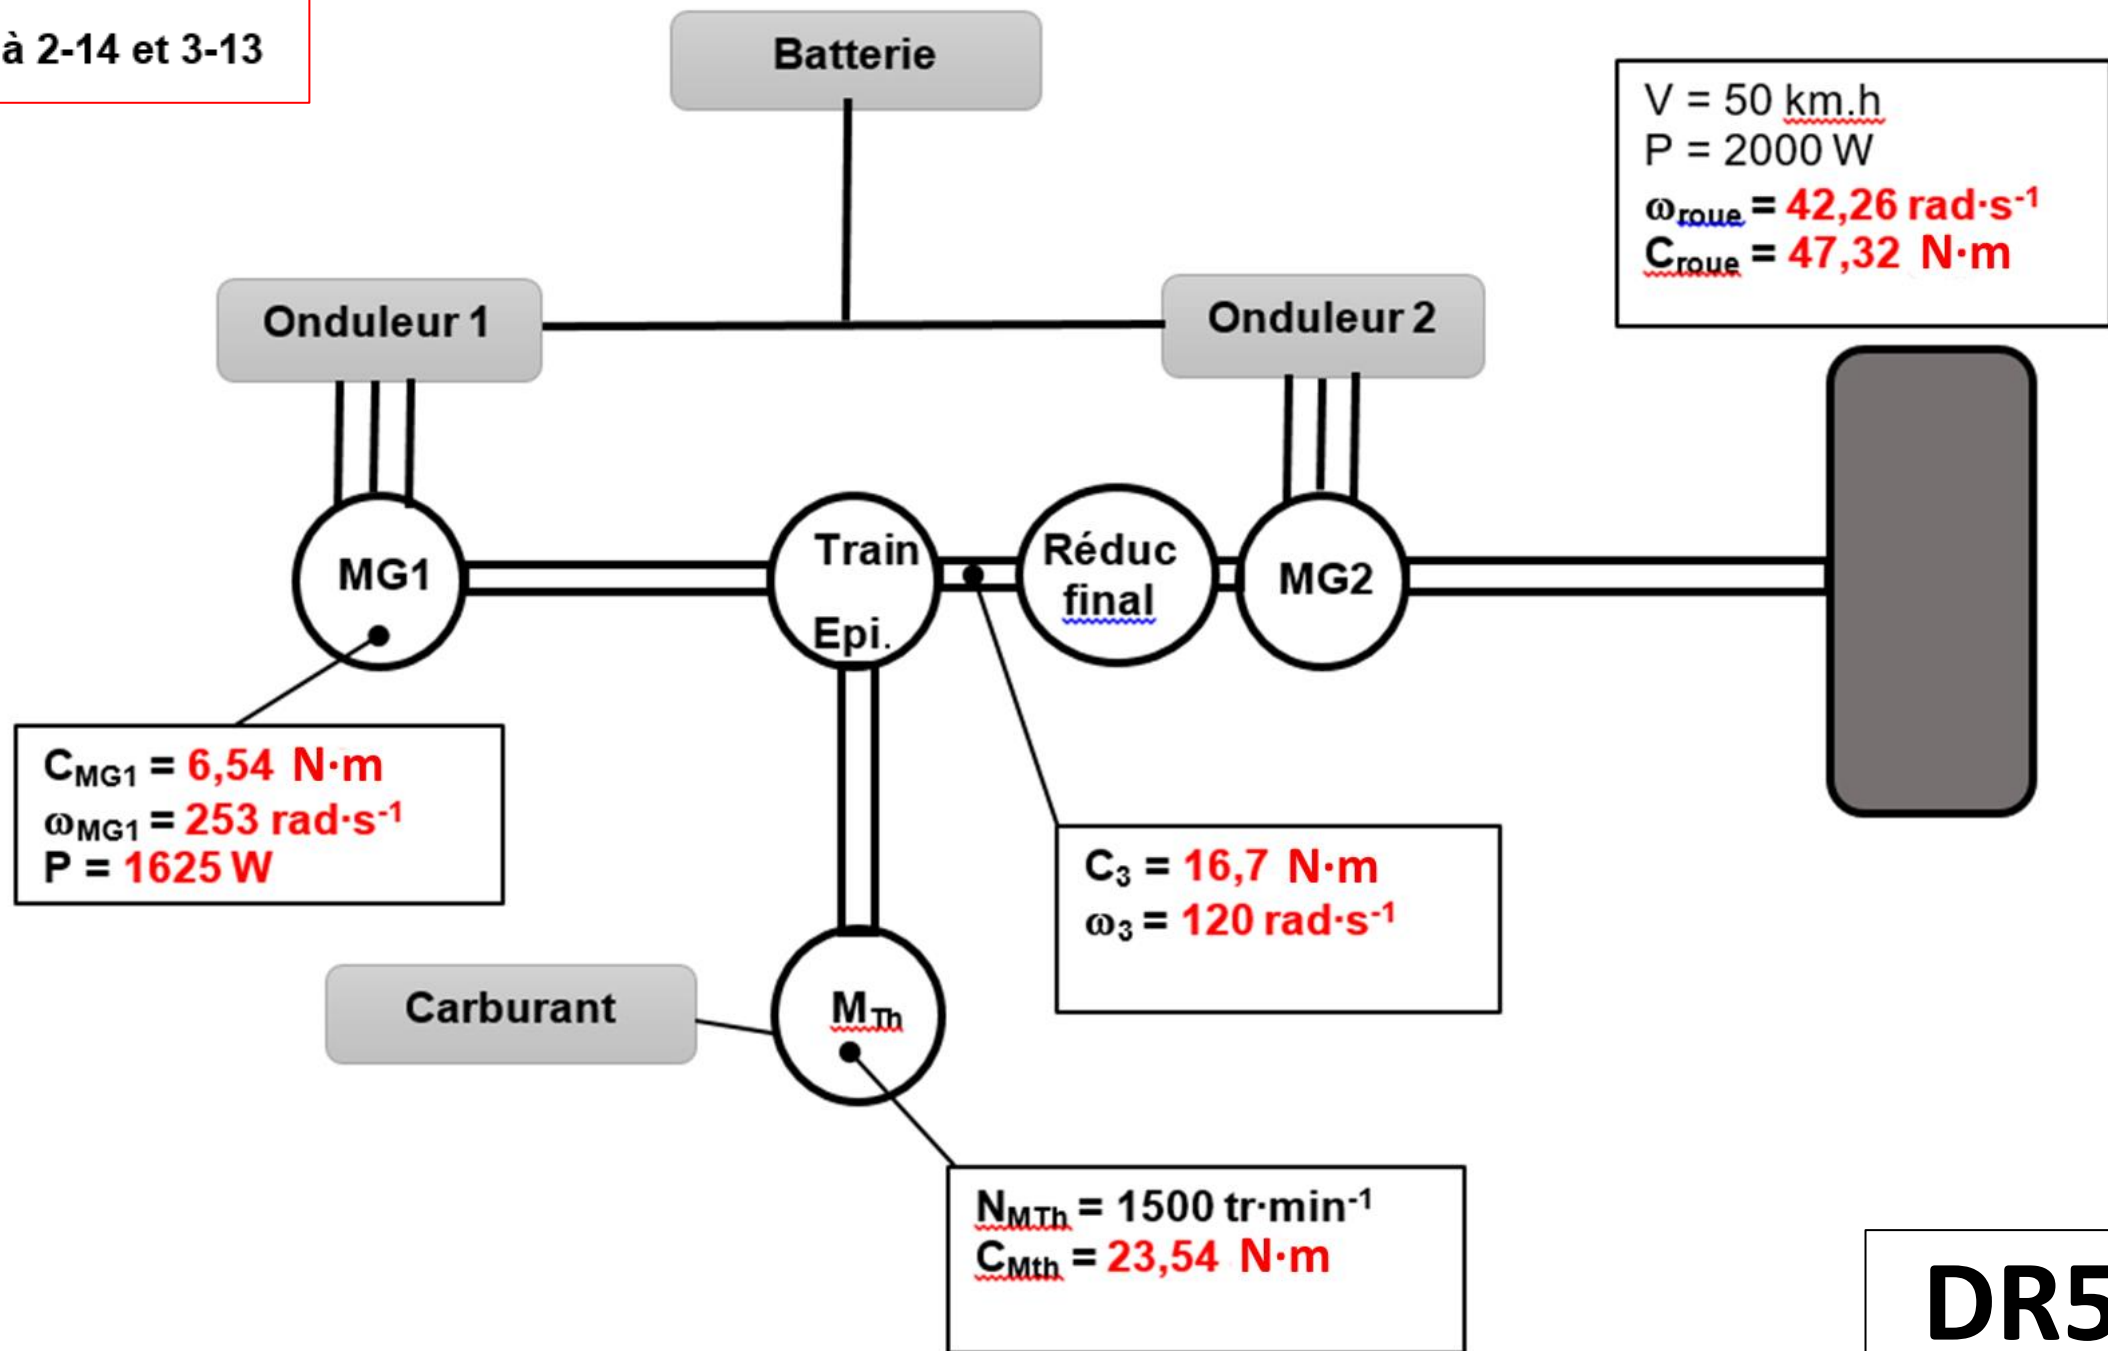 à 2-14 et 3-13
Batterie
V = 50 km.h
P = 2000 W
ωroue = 42,26 rad·s-1
Croue = 47,32 N·m
Onduleur 1
Onduleur 2
MG1
Train
Epi.
Réduc
final
MG2
CMG1 = 6,54 N·m
ωMG1 = 253 rad·s-1
P = 1625 W
C3 = 16,7 N·m
ω3 = 120 rad·s-1
Carburant
MTh
NMTh = 1500 tr·min-1
CMth = 23,54 N·m
DR5